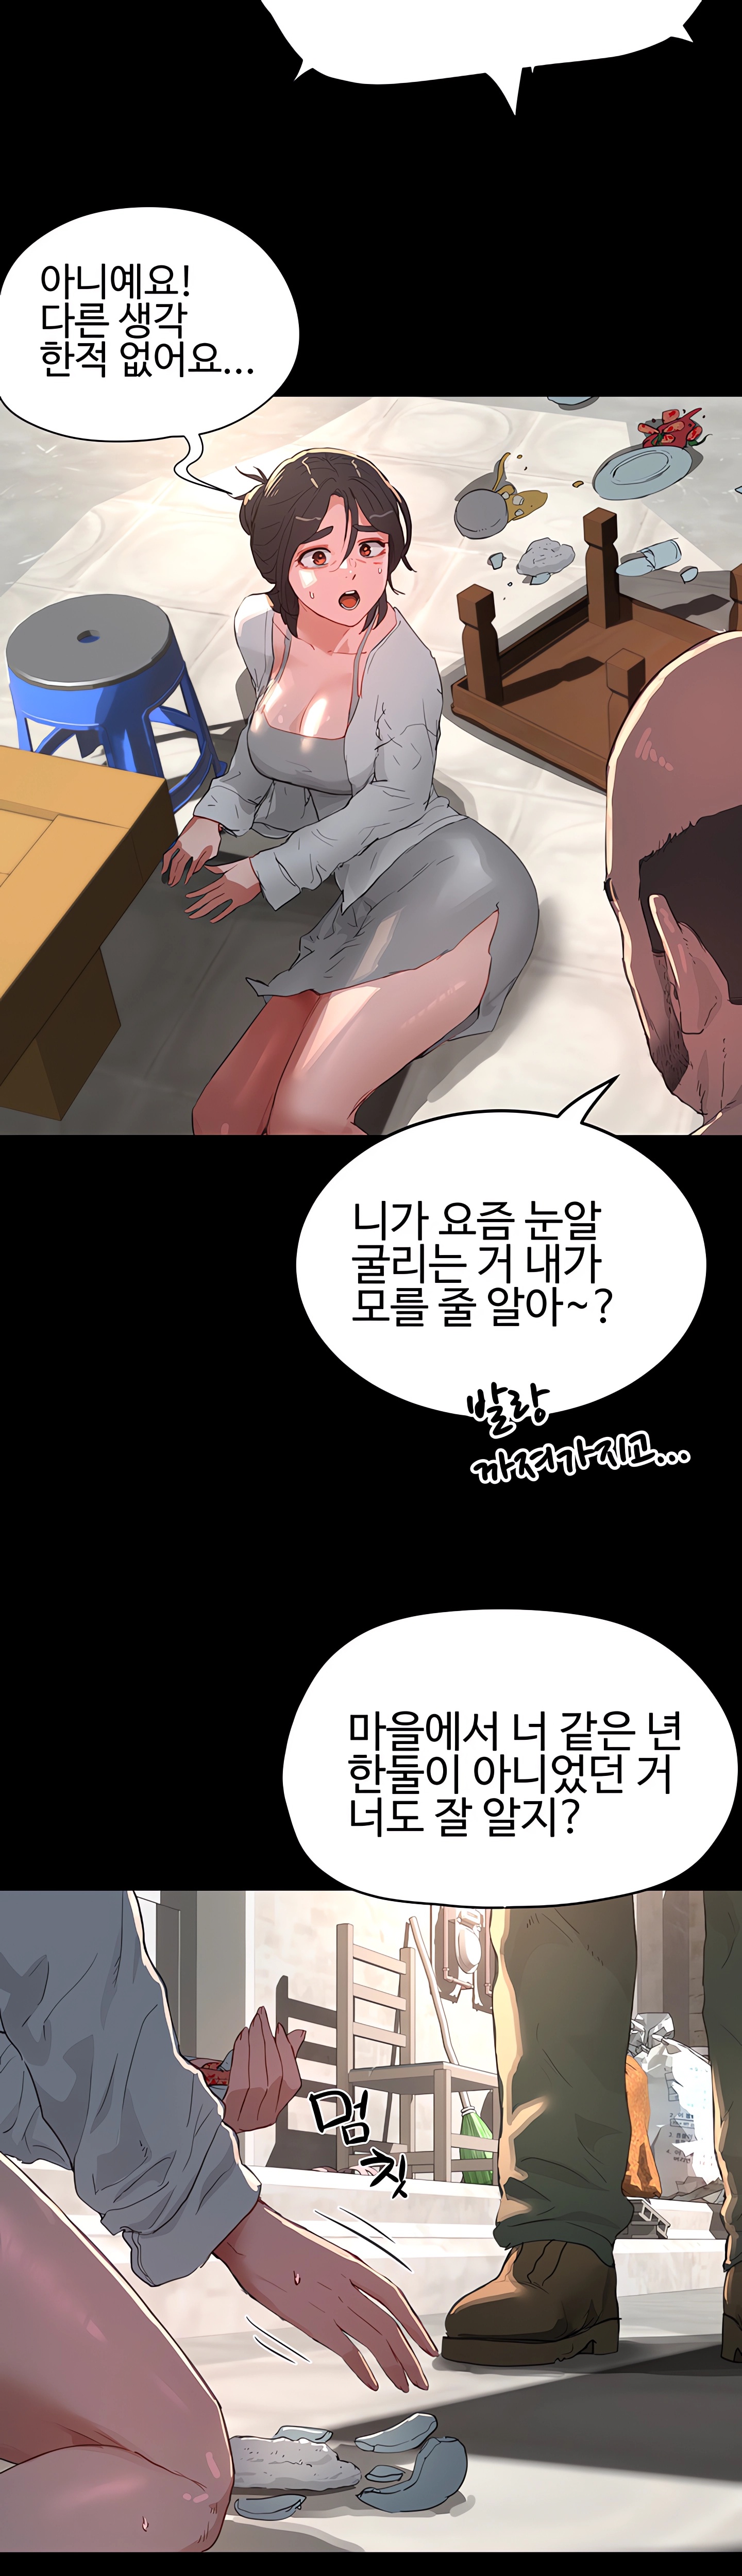 아니예요!
다른 생각
한적 없어요...
니가 요즘 눈알
굴리는 거 내가
모를 줄 알아~?
발랑
까져가지고...
마을에서 너 같은 년
한둘이 아니었던 거
너도 잘 알지?
멈
칫